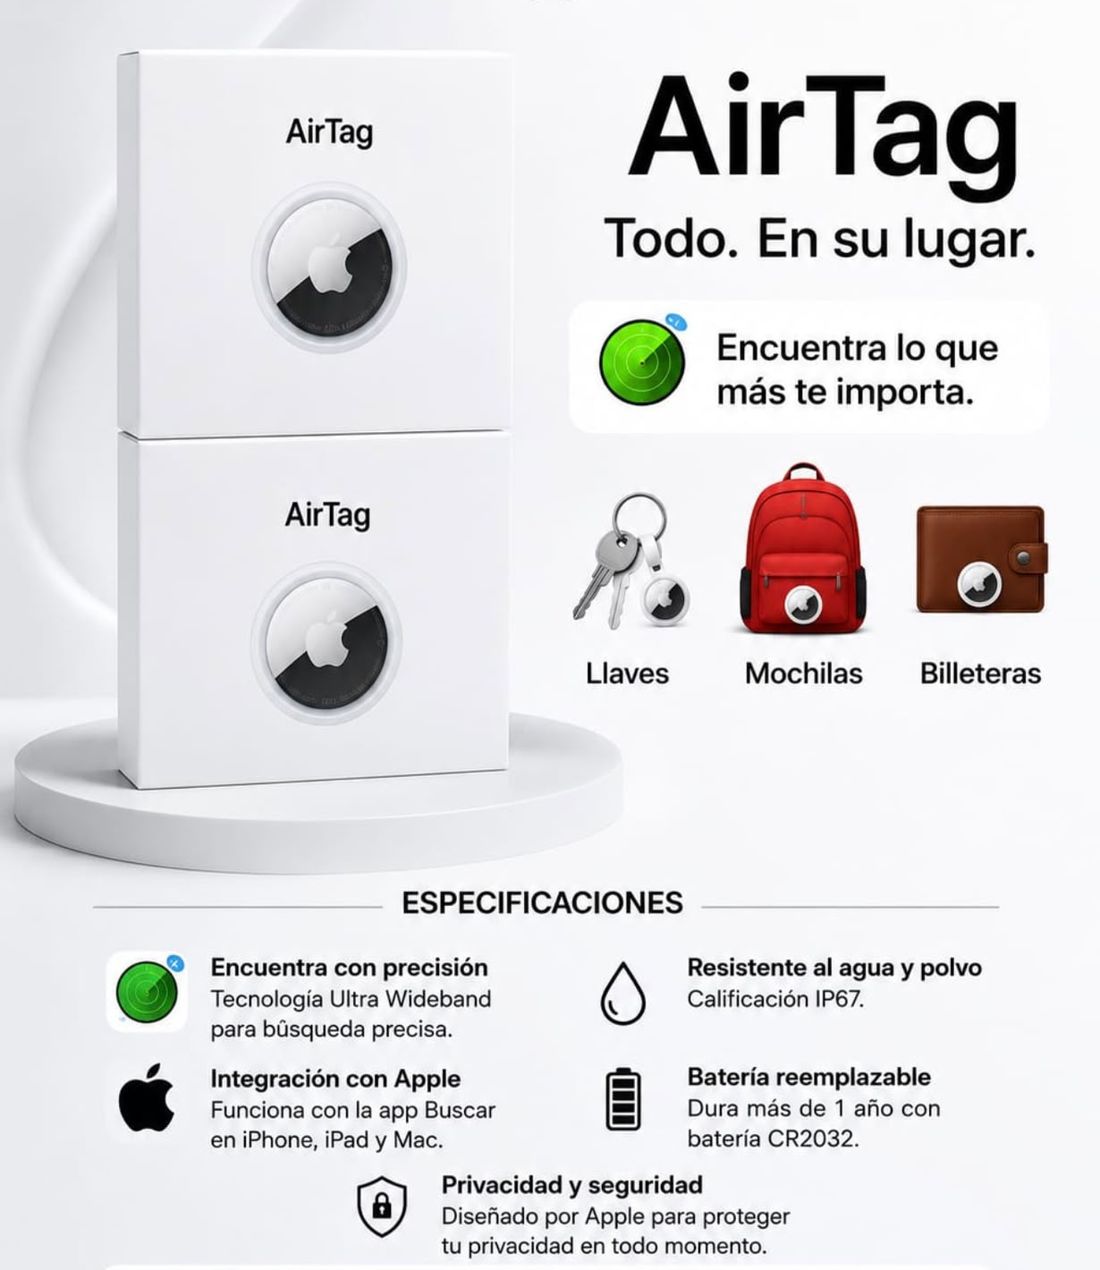 AirTag
AirTag
AirTag
Todo. En su lugar.
Encuentra lo que
más te importa.
Llaves
Mochilas
Billeteras
ESPECIFICACIONES
Encuentra con precisión
Tecnología Ultra Wideband
para bûsqueda precisa.
Resistente al agua y polvo
Calificación IP67.
Integración con Apple
Funciona con la app Buscar
en iPhone, iPad y Mac.
Batería reemplazable
Dura más de 1 año con
batería CR2032.
Privacidad y seguridad
Diseñado por Apple para proteger
tu privacidad en todo momento.